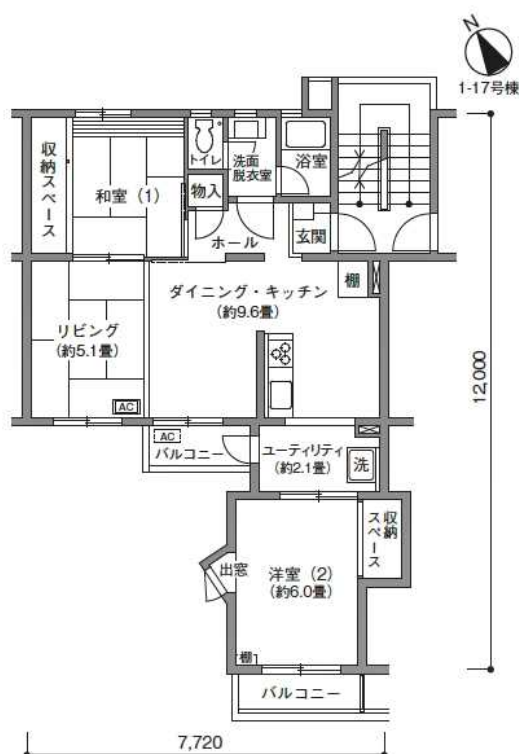 N
1-17号棟
収納スペース
和室（1）
トイレ
洗面
脱衣室
浴室
物入
ホール
玄関
棚
ダイニング・キッチン
（約9.6畳）
リビング
（約5.1畳）
AC
AC
バルコニー
ユーティリティ
（約2.1畳）
洗
収納
スペース
出窓
洋室（2）
（約6.0畳）
棚
バルコニー
12,000
7,720